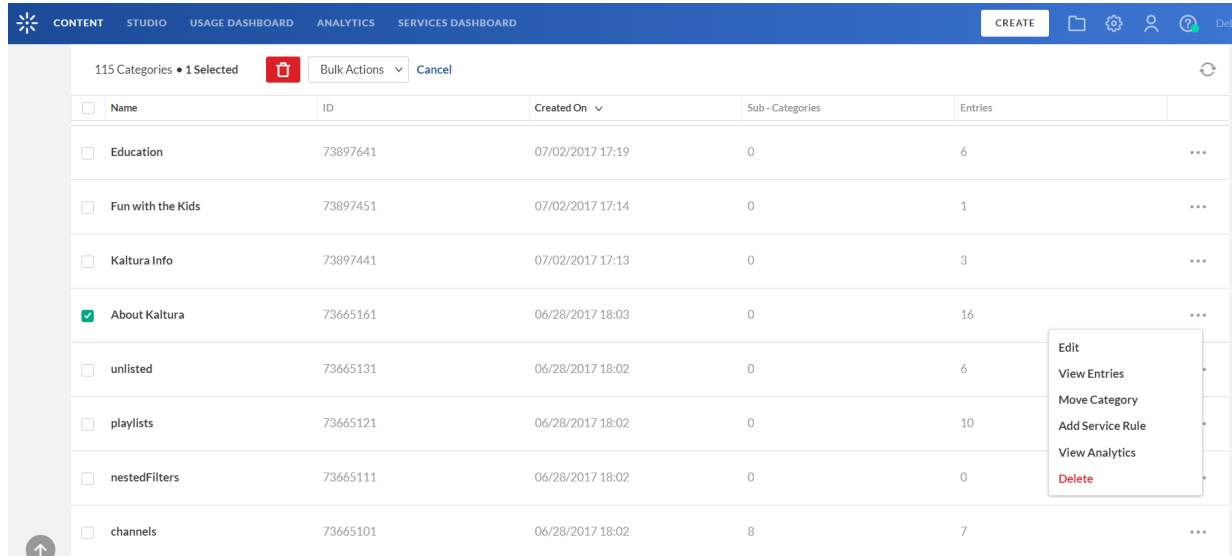 CONTENT STUDIO USAGE DASHBOARD ANALYTICS SERVICES DASHBOARD CREATE
115 Categories • 1 Selected Bulk Actions Cancel
Name ID Created On Sub - Categories Entries
Education 73897641 07/02/2017 17:19 0 6
Fun with the Kids 73897451 07/02/2017 17:14 0 1
Kaltura Info 73897441 07/02/2017 17:13 0 3
About Kaltura 73665161 06/28/2017 18:03 0 16
Edit
unlisted 73665131 06/28/2017 18:02 0 6
View Entries
Move Category
playlists 73665121 06/28/2017 18:02 0 10
Add Service Rule
View Analytics
nestedFilters 73665111 06/28/2017 18:02 0 0
Delete
channels 73665101 06/28/2017 18:02 8 7